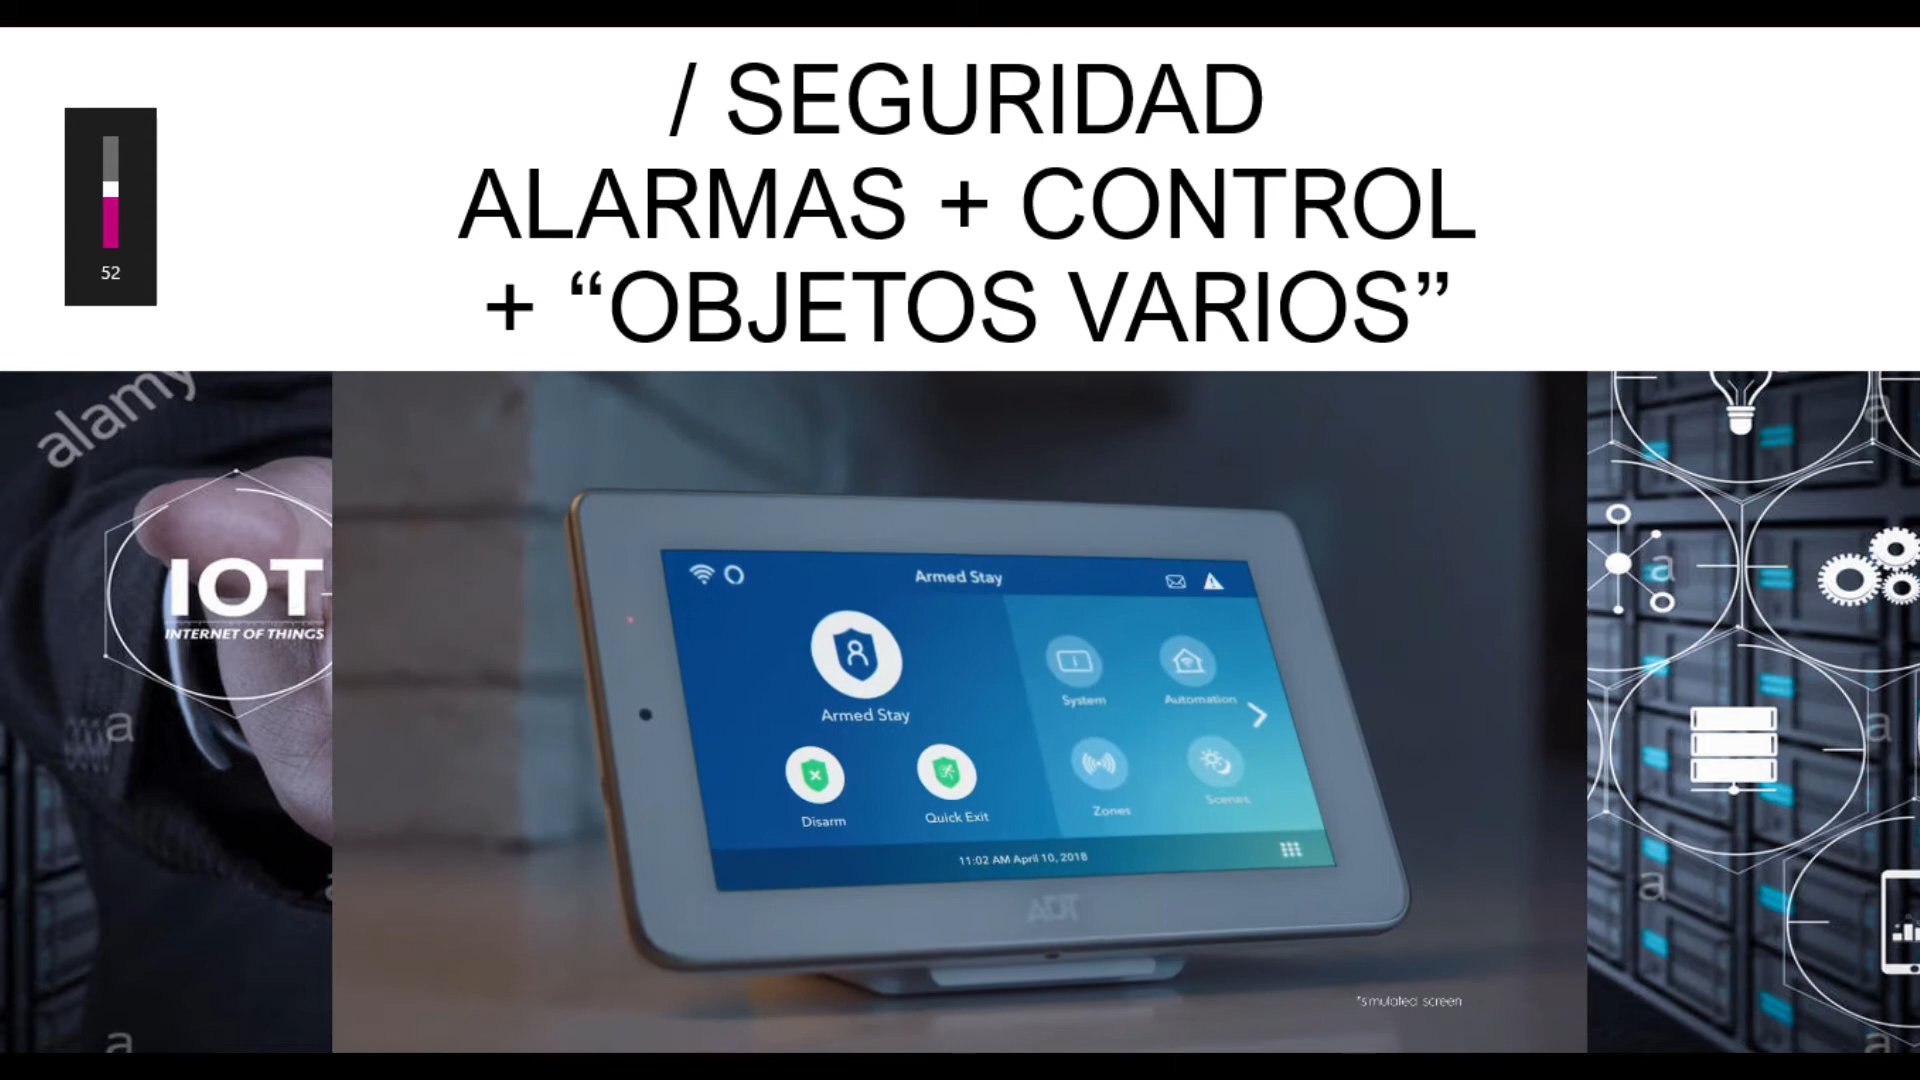 / SEGURIDAD
ALARMAS + CONTROL
+ “OBJETOS VARIOS”
52
alamy
IOT
INTERNET OF THINGS
a
a
a
a
a
a
a
Armed Stay
Armed Stay
System
Automation
Disarm
Quick Exit
Zones
Scenes
11:02 AM April 10, 2018
ADT
*simulated screen